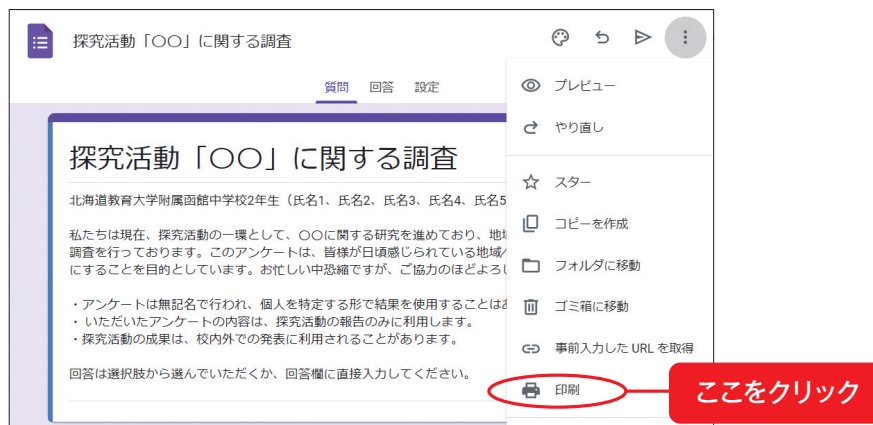 探究活動「〇〇」に関する調査
質問 回答 設定
探究活動「〇〇」に関する調査
北海道教育大学附属函館中学校2年生（氏名1、氏名2、氏名3、氏名4、氏名5
私たちは現在、探究活動の一環として、〇〇に関する研究を進めており、地
調査を行っております。このアンケートは、皆様が日頃感じられている地域
にすることを目的としています。お忙しい中恐縮ですが、ご協力のほどよろ
・アンケートは無記名で行われ、個人を特定する形で結果を使用することは
・いただいたアンケートの内容は、探究活動の報告のみに利用します。
・探究活動の成果は、校内外での発表に利用されることがあります。
回答は選択肢から選んでいただくか、回答欄に直接入力してください。
プレビュー
やり直し
スター
コピーを作成
フォルダに移動
ゴミ箱に移動
事前入力した URL を取得
印刷
ここをクリック